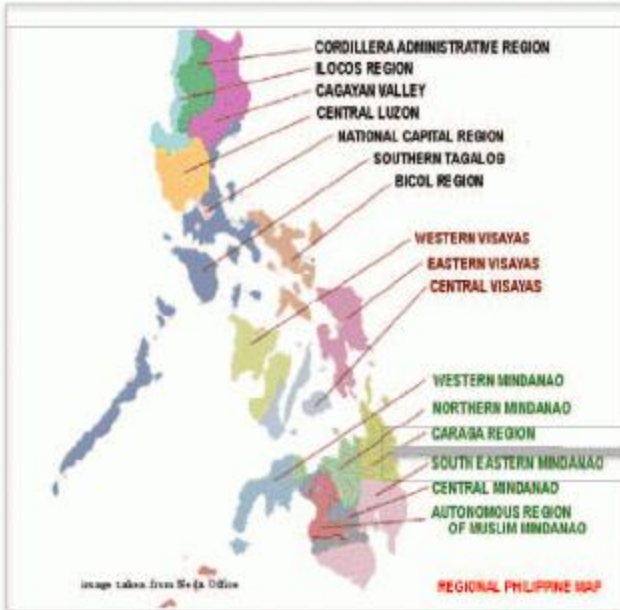 CORDILLERA ADMINISTRATIVE REGION
ILOCOS REGION
CAGAYAN VALLEY
CENTRAL LUZON
NATIONAL CAPITAL REGION
SOUTHERN TAGALOG
BICOL REGION
WESTERN VISAYAS
EASTERN VISAYAS
CENTRAL VISAYAS
WESTERN MINDANAO
NORTHERN MINDANAO
CARAGA REGION
SOUTH EASTERN MINDANAO
CENTRAL MINDANAO
AUTONOMOUS REGION
OF MUSLIM MINDANAO
image taken from Neda Office
REGIONAL PHILIPPINE MAP